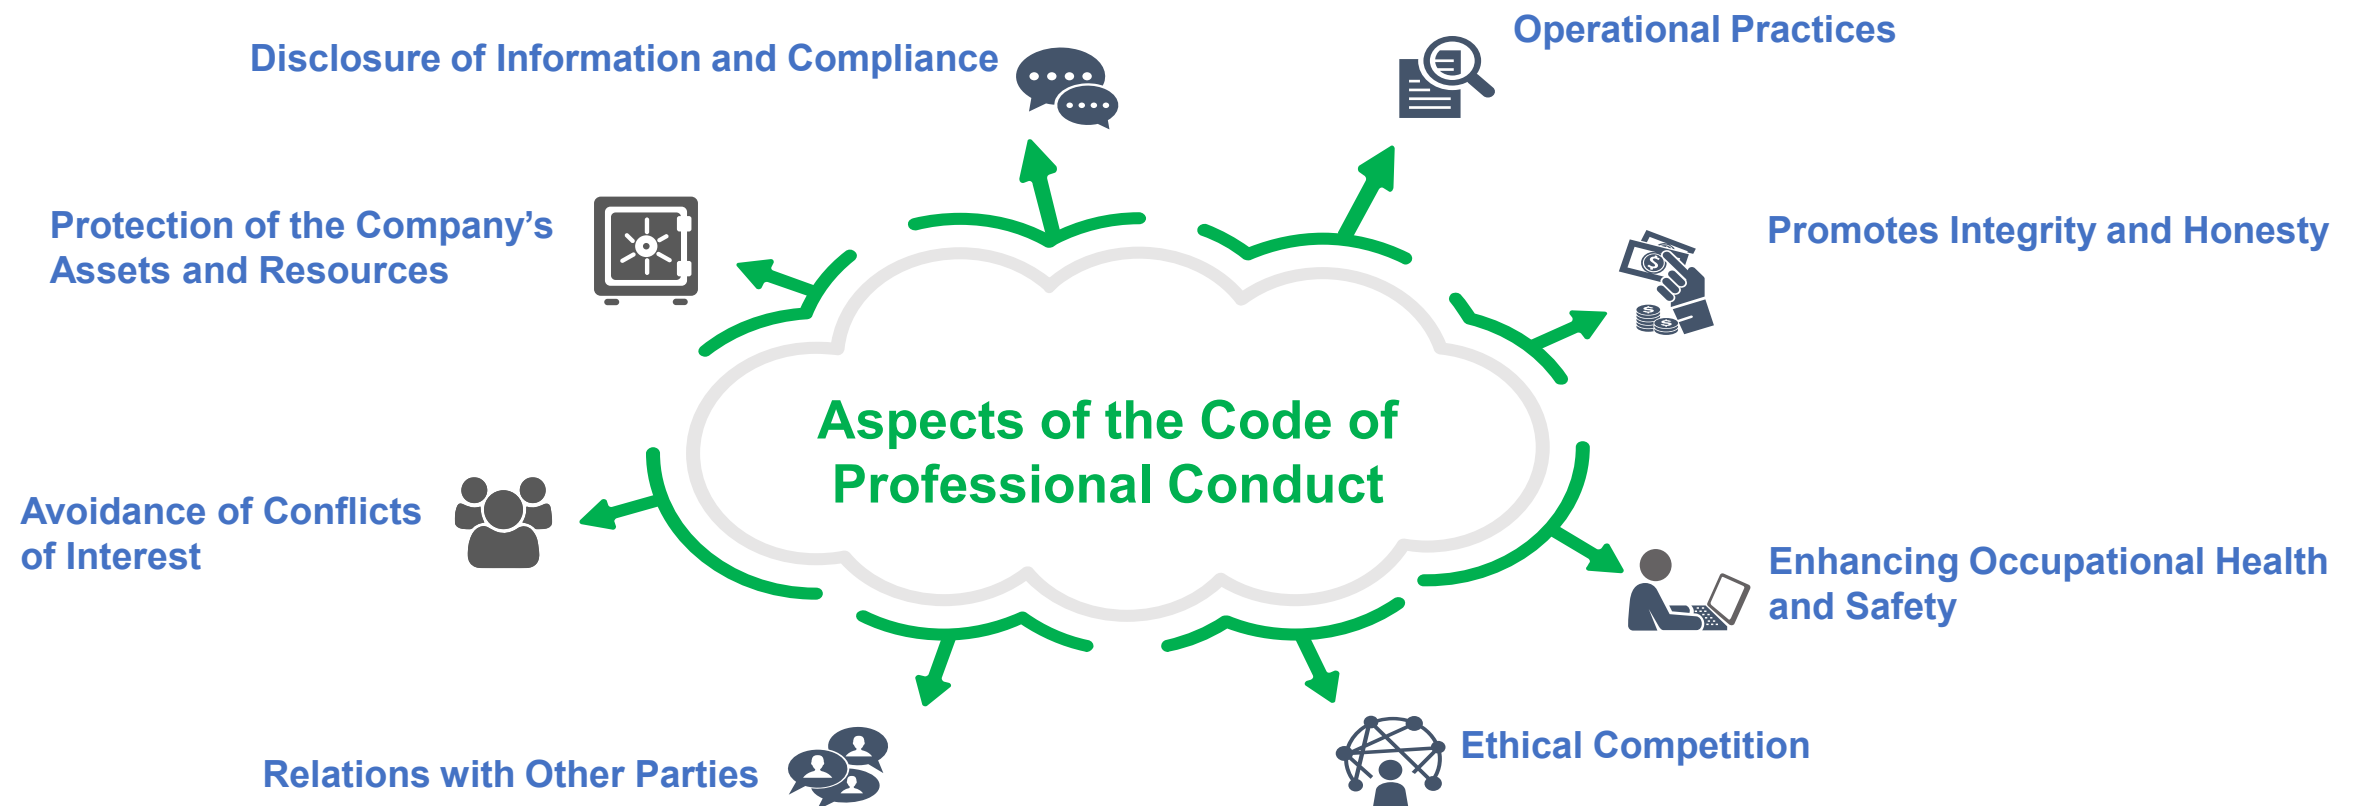 Operational Practices
Disclosure of Information and Compliance
Protection of the Company’s
Assets and Resources
Promotes Integrity and Honesty
Aspects of the Code of
Professional Conduct
Avoidance of Conflicts
of Interest
Enhancing Occupational Health
and Safety
Relations with Other Parties
Ethical Competition